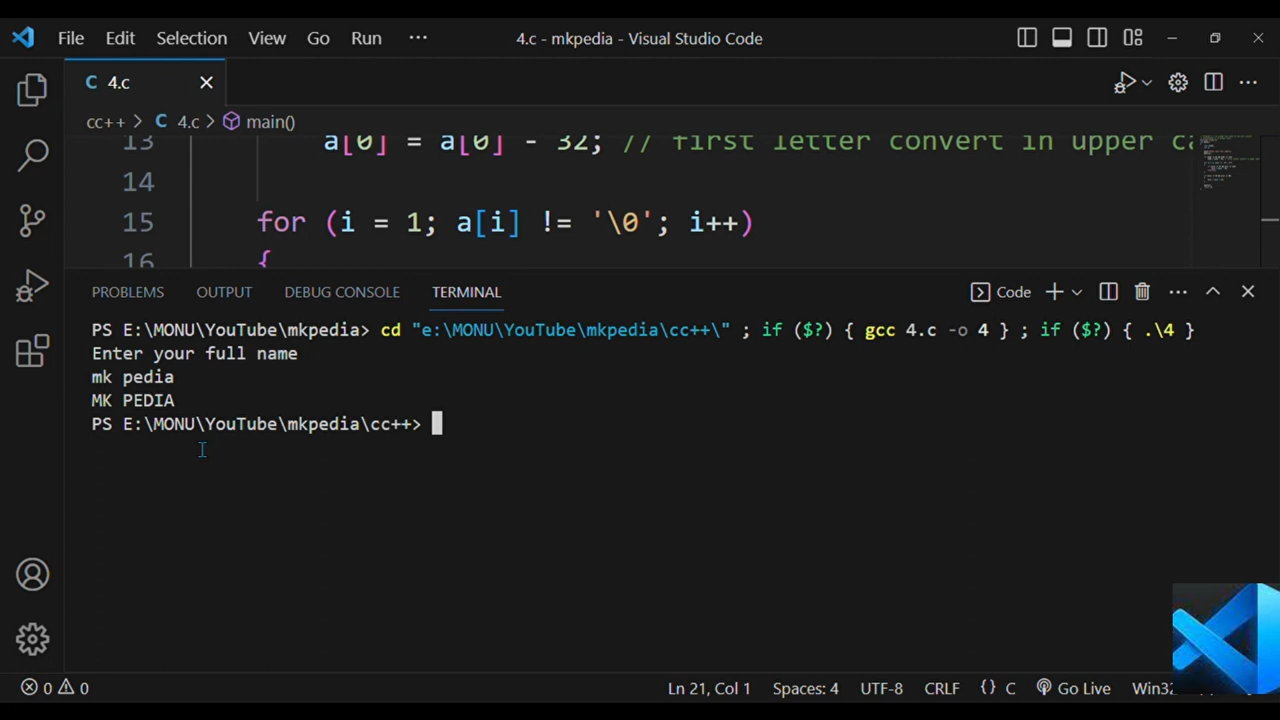 File Edit Selection View Go Run ··· 4.c - mkpedia - Visual Studio Code
C 4.c
cc++ > C 4.c > main()
13 a[0] = a[0] - 32; // first letter convert in upper
14
15 for (i = 1; a[i] != '\0'; i++)
16 {
PROBLEMS OUTPUT DEBUG CONSOLE TERMINAL Code
PS E:\MONU\YouTube\mkpedia> cd "e:\MONU\YouTube\mkpedia\cc++\" ; if ($?) { gcc 4.c -o 4 } ; if ($?) { .\4 }
Enter your full name
mk pedia
MK PEDIA
PS E:\MONU\YouTube\mkpedia\cc++>
0 0 Ln 21, Col 1 Spaces: 4 UTF-8 CRLF {} C Go Live Win32